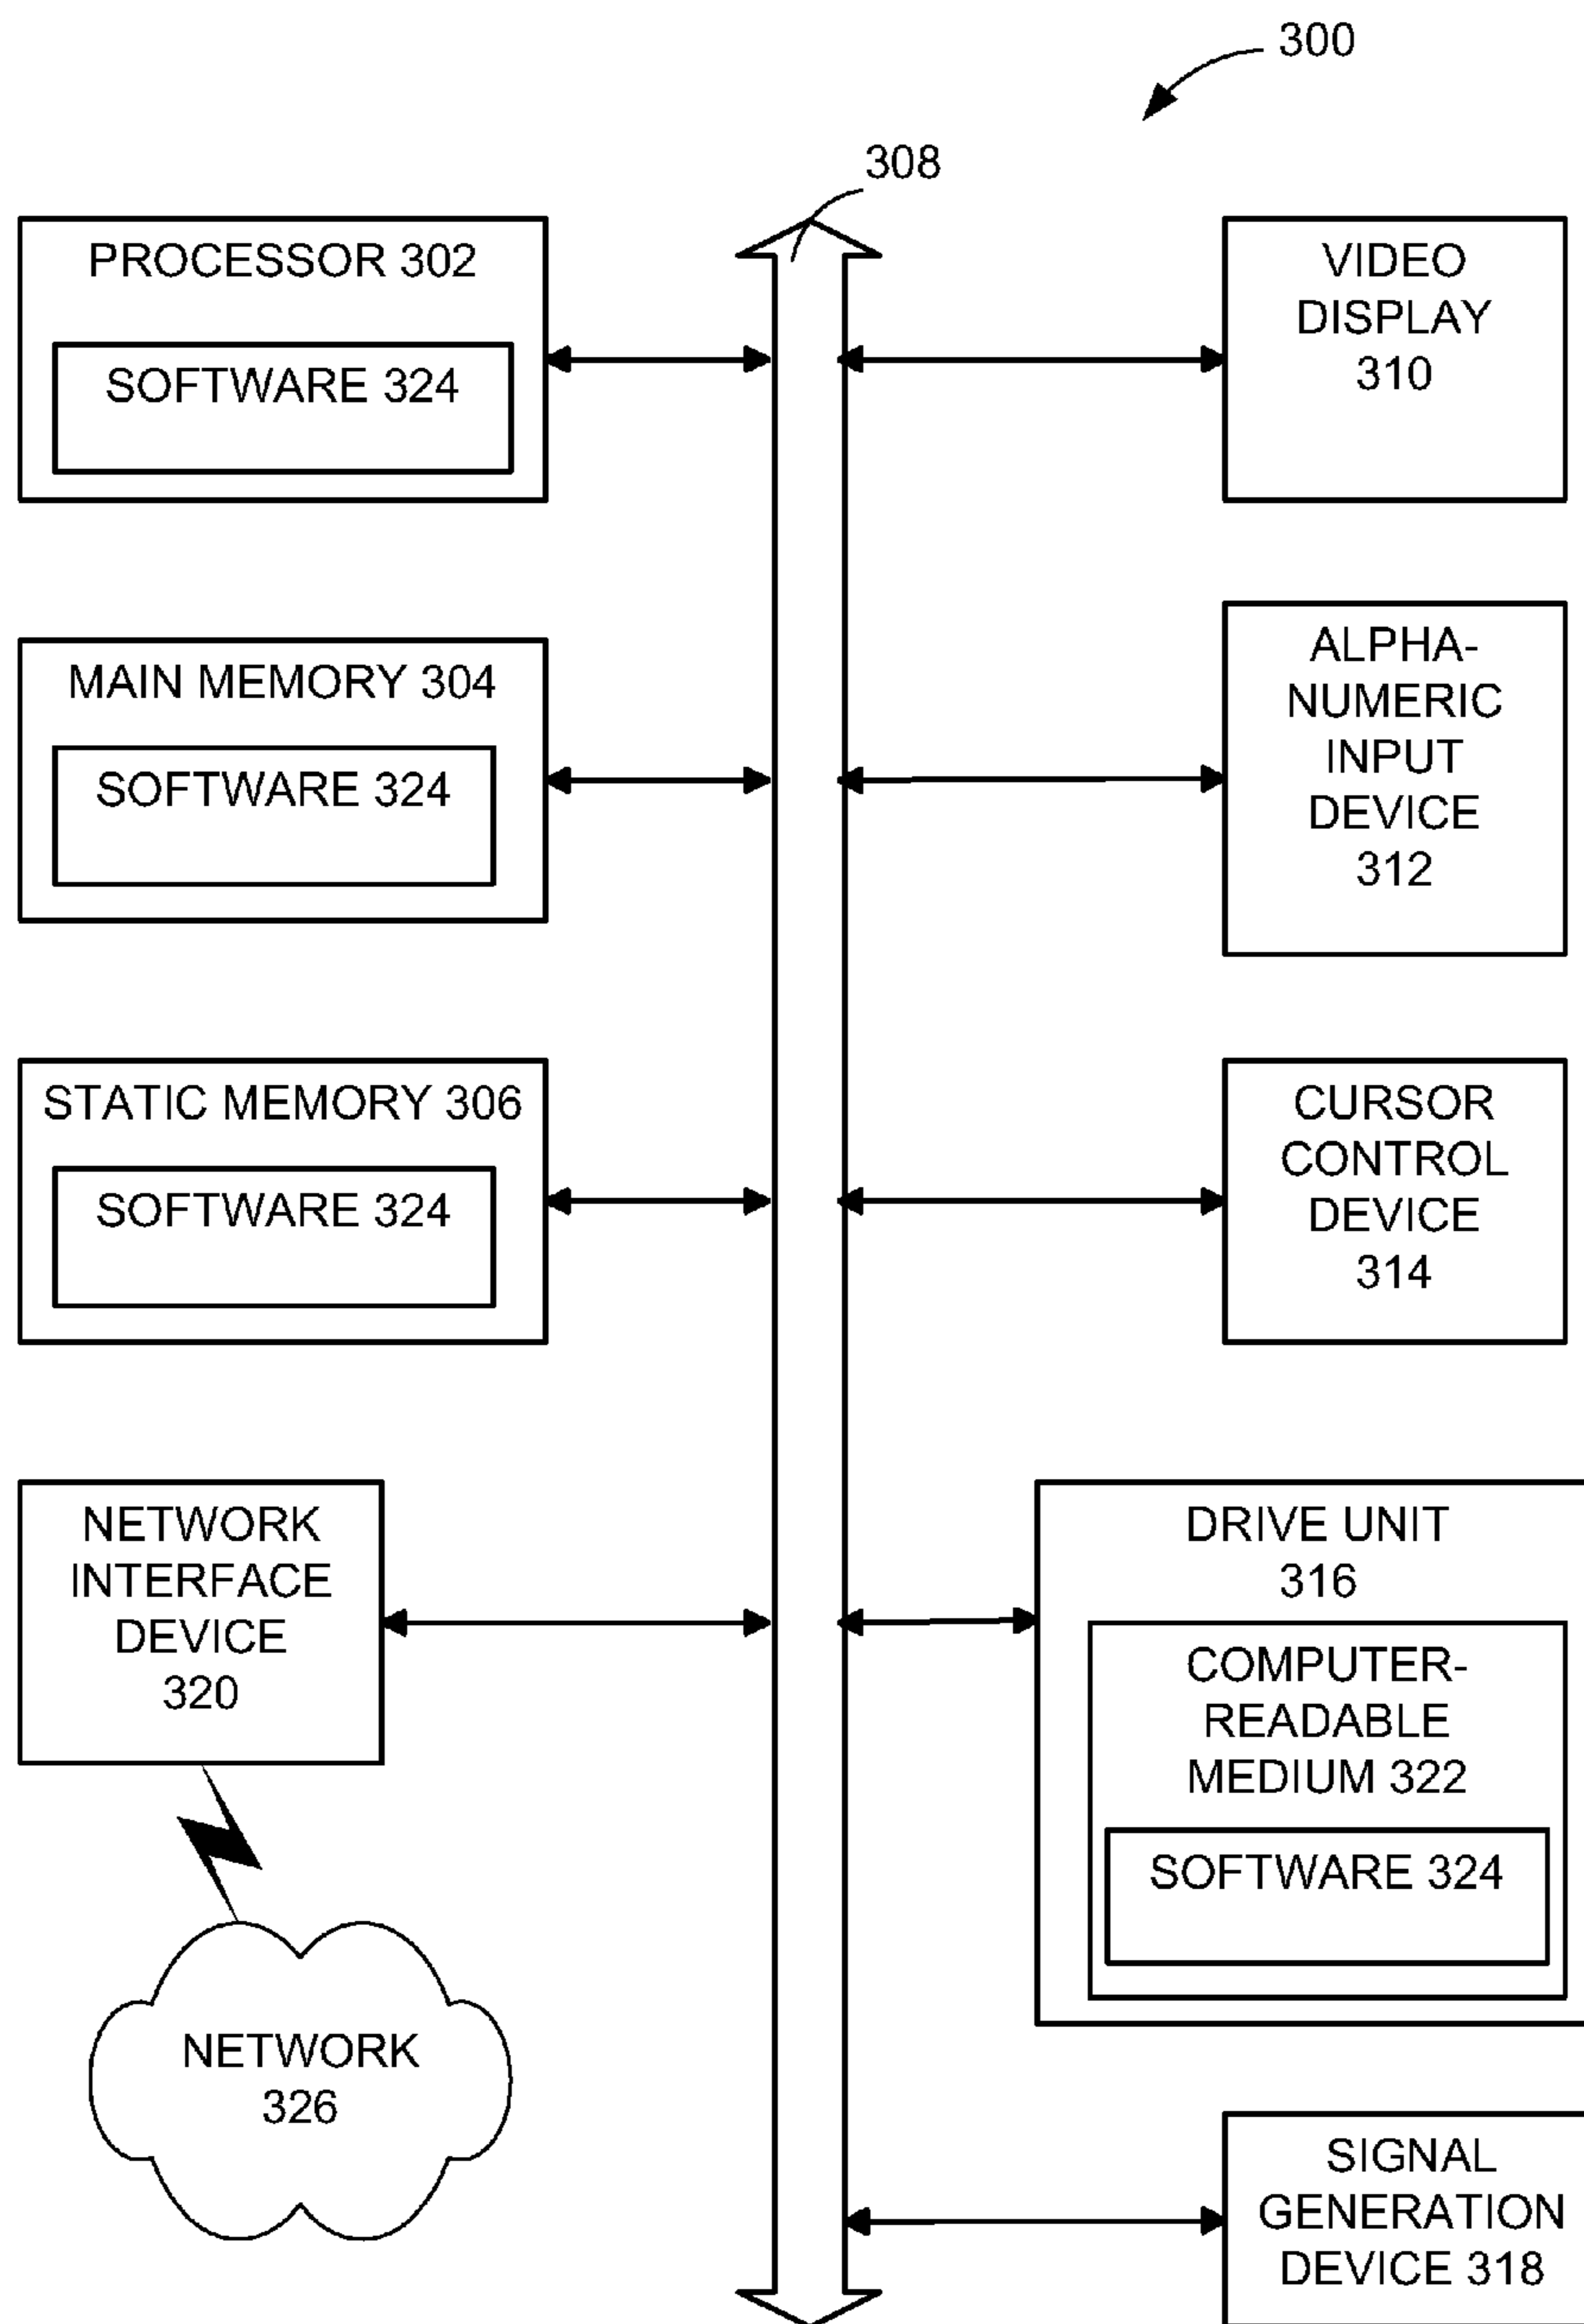 300
308
PROCESSOR 302
SOFTWARE 324
VIDEO
DISPLAY
310
MAIN MEMORY 304
SOFTWARE 324
ALPHA-
NUMERIC
INPUT
DEVICE
312
STATIC MEMORY 306
SOFTWARE 324
CURSOR
CONTROL
DEVICE
314
NETWORK
INTERFACE
DEVICE
320
DRIVE UNIT
316
COMPUTER-
READABLE
MEDIUM 322
SOFTWARE 324
NETWORK
326
SIGNAL
GENERATION
DEVICE 318